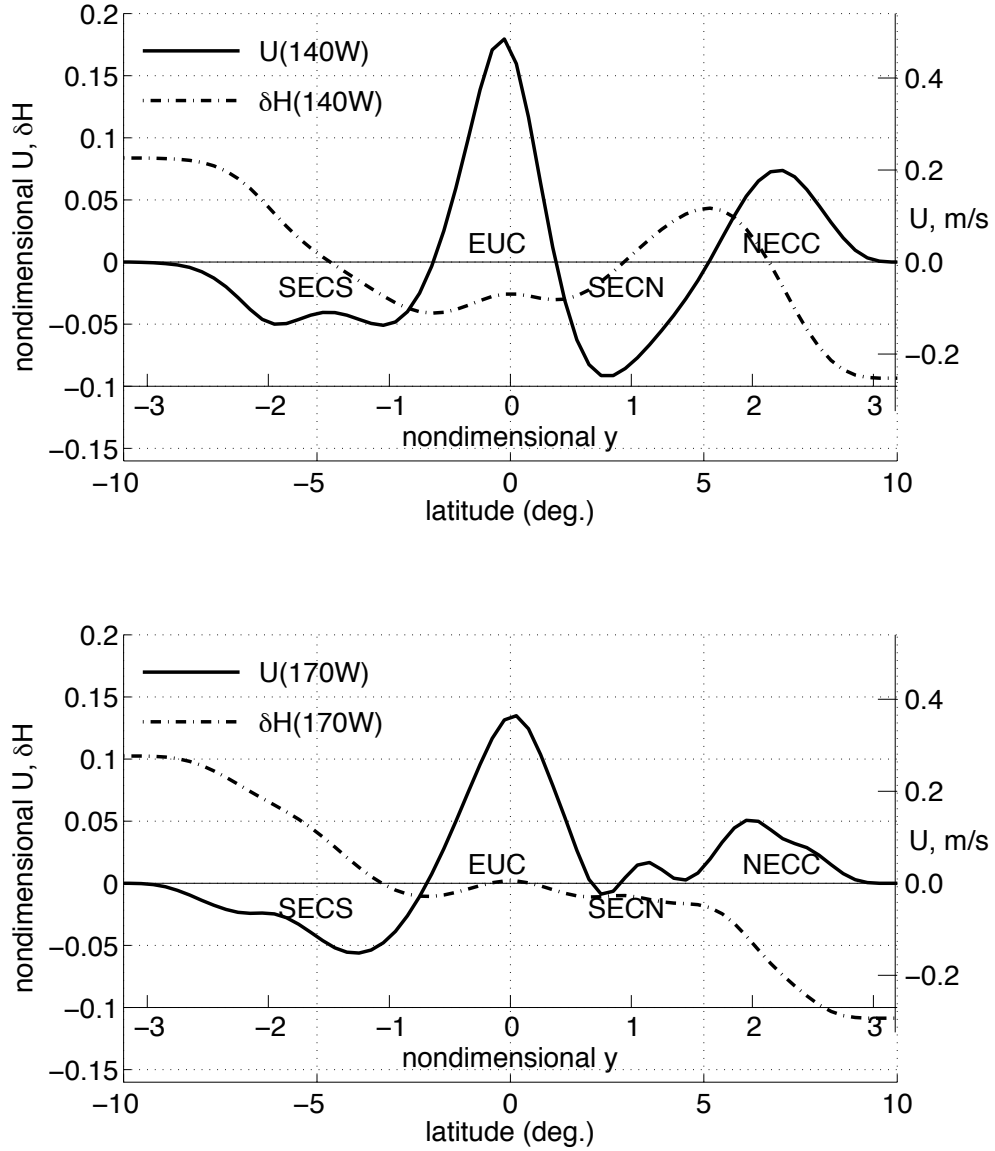 0.2
0.15
0.1
0.05
0
−0.05
−0.1
−0.15
nondimensional U, δH
U(140W)
δH(140W)
0.4
0.2
0.0
−0.2
U, m/s
EUC
NECC
SECS
SECN
−3 −2 −1 0 1 2 3
nondimensional y
−10 −5 0 5 10
latitude (deg.)
0.2
0.15
0.1
0.05
0
−0.05
−0.1
−0.15
nondimensional U, δH
U(170W)
δH(170W)
0.4
0.2
0.0
−0.2
U, m/s
EUC
NECC
SECS
SECN
−3 −2 −1 0 1 2 3
nondimensional y
−10 −5 0 5 10
latitude (deg.)